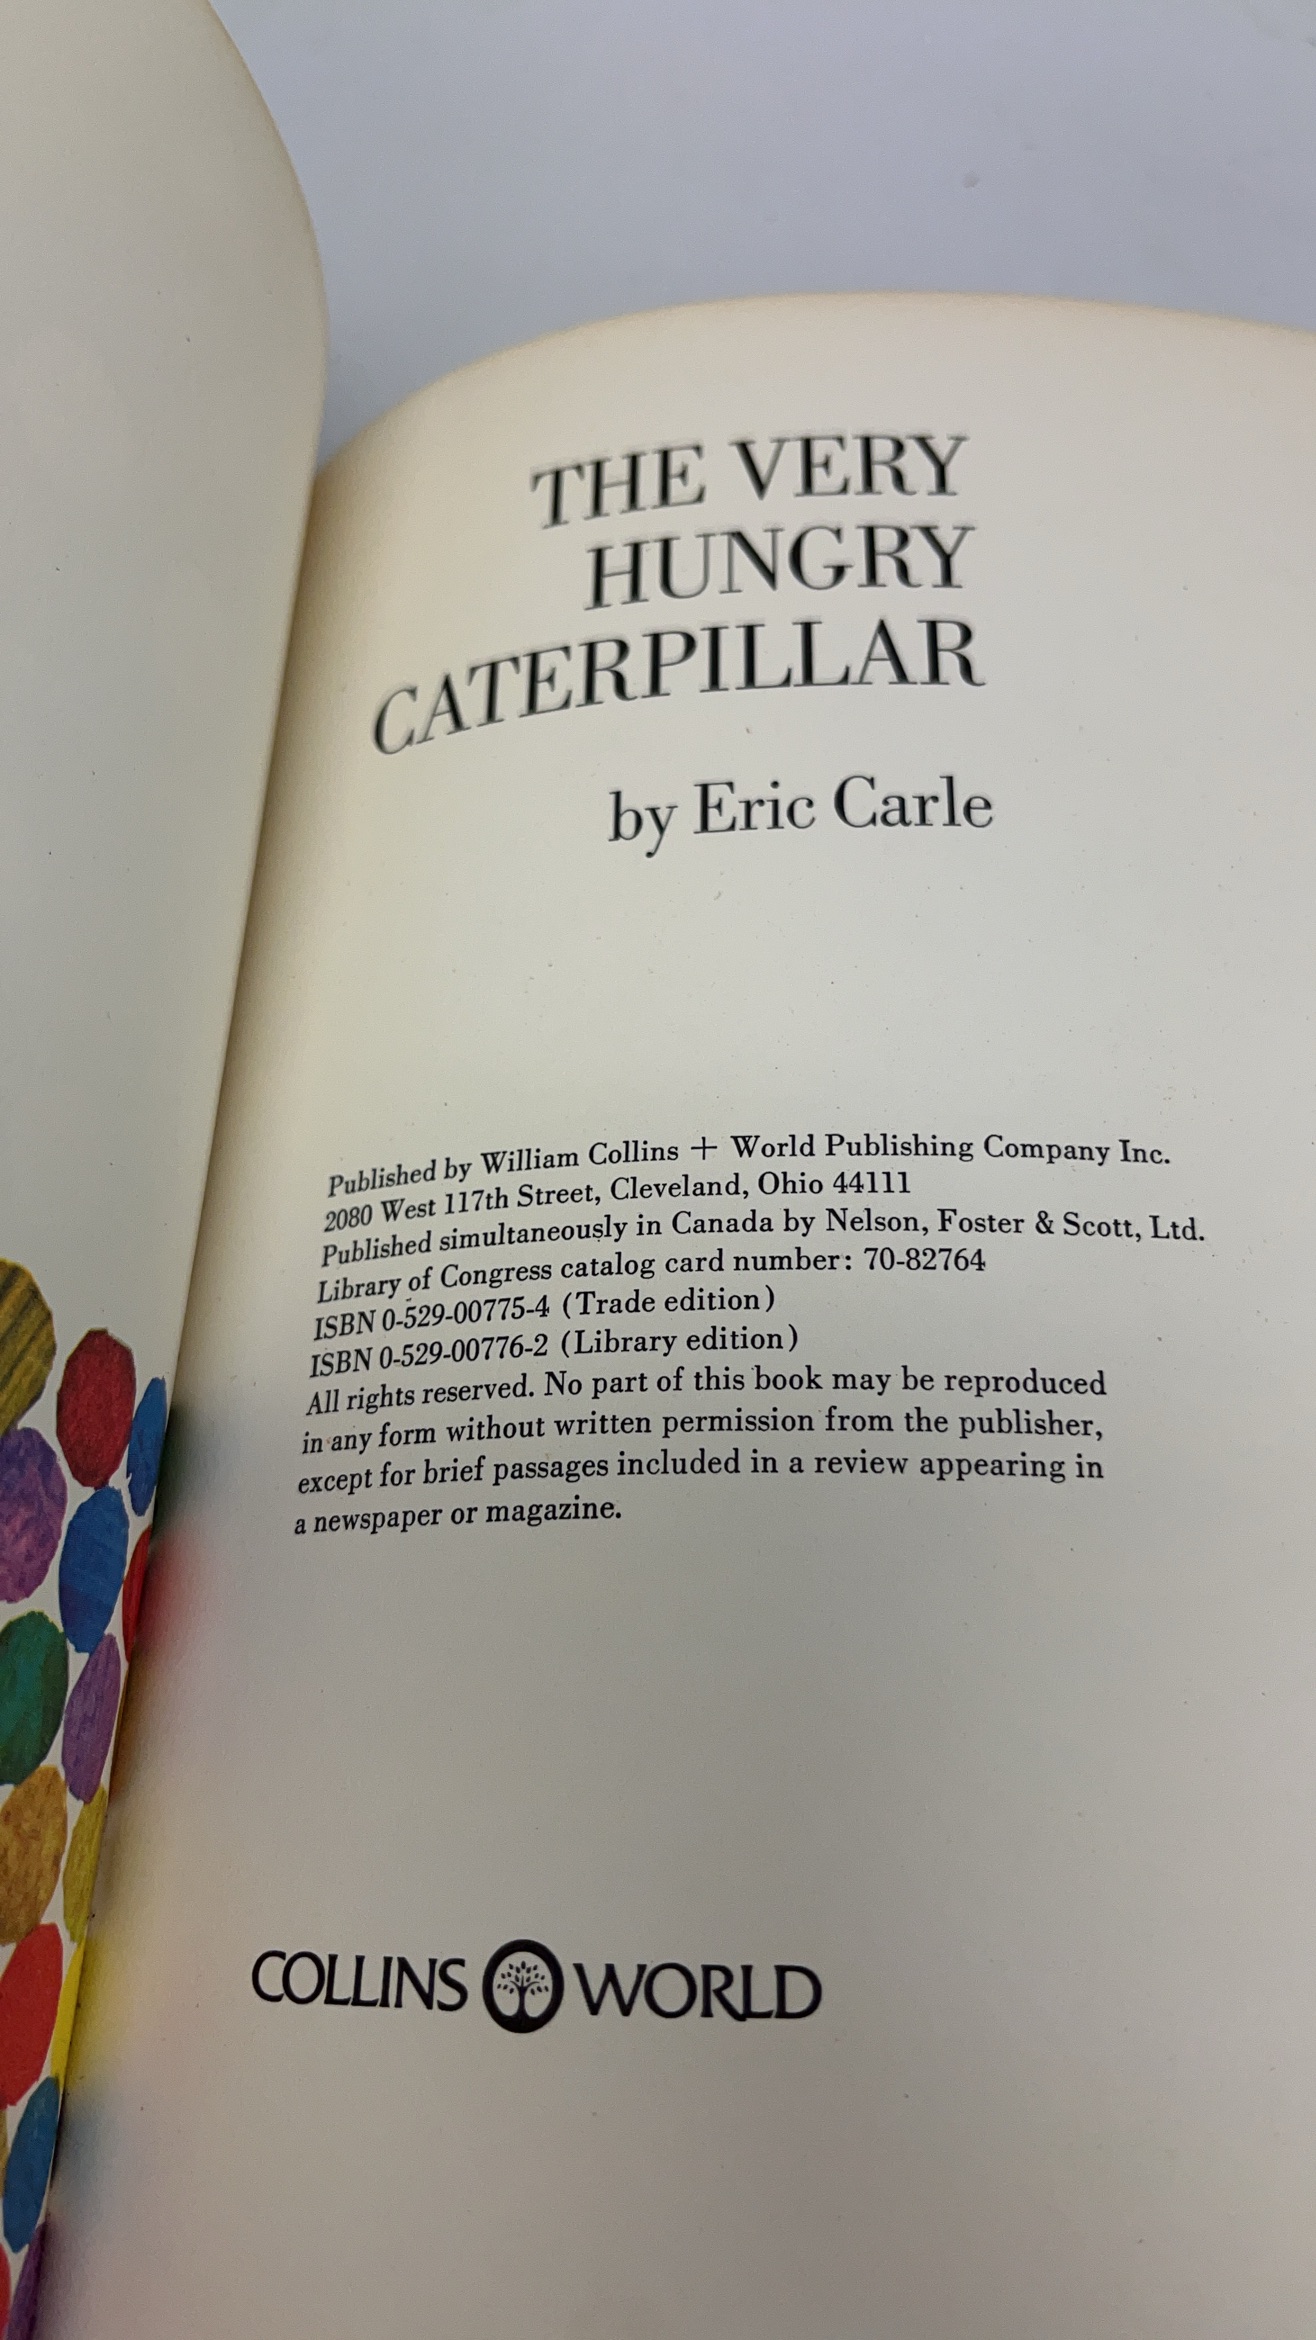 THE VERY
HUNGRY
CATERPILLAR
by Eric Carle
Published by William Collins + World Publishing Company Inc.
2080 West 117th Street, Cleveland, Ohio 44111
Published simultaneously in Canada by Nelson, Foster & Scott, Ltd.
Library of Congress catalog card number: 70-82764
ISBN 0-529-00775-4 (Trade edition)
ISBN 0-529-00776-2 (Library edition)
All rights reserved. No part of this book may be reproduced
in any form without written permission from the publisher,
except for brief passages included in a review appearing in
a newspaper or magazine.
COLLINS WORLD